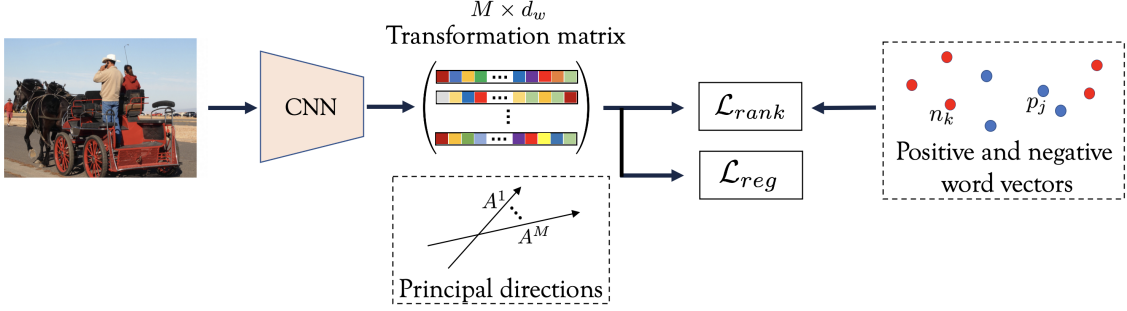 M × d_w
Transformation matrix
CNN
ℒ_rank
n_k
p_j
Positive and negative
word vectors
ℒ_reg
A^1
A^M
Principal directions